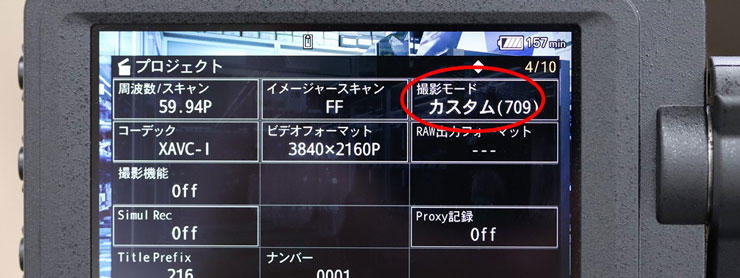 157min
プロジェクト
4/10
周波数/スキャン
59.94P
イメージャースキャン
FF
撮影モード
カスタム(709)
コーデック
XAVC-I
ビデオフォーマット
3840×2160P
RAW出力フォーマット
---
撮影機能
Off
Simul Rec
Off
Proxy記録
Off
Title Prefix
216_
ナンバー
0001